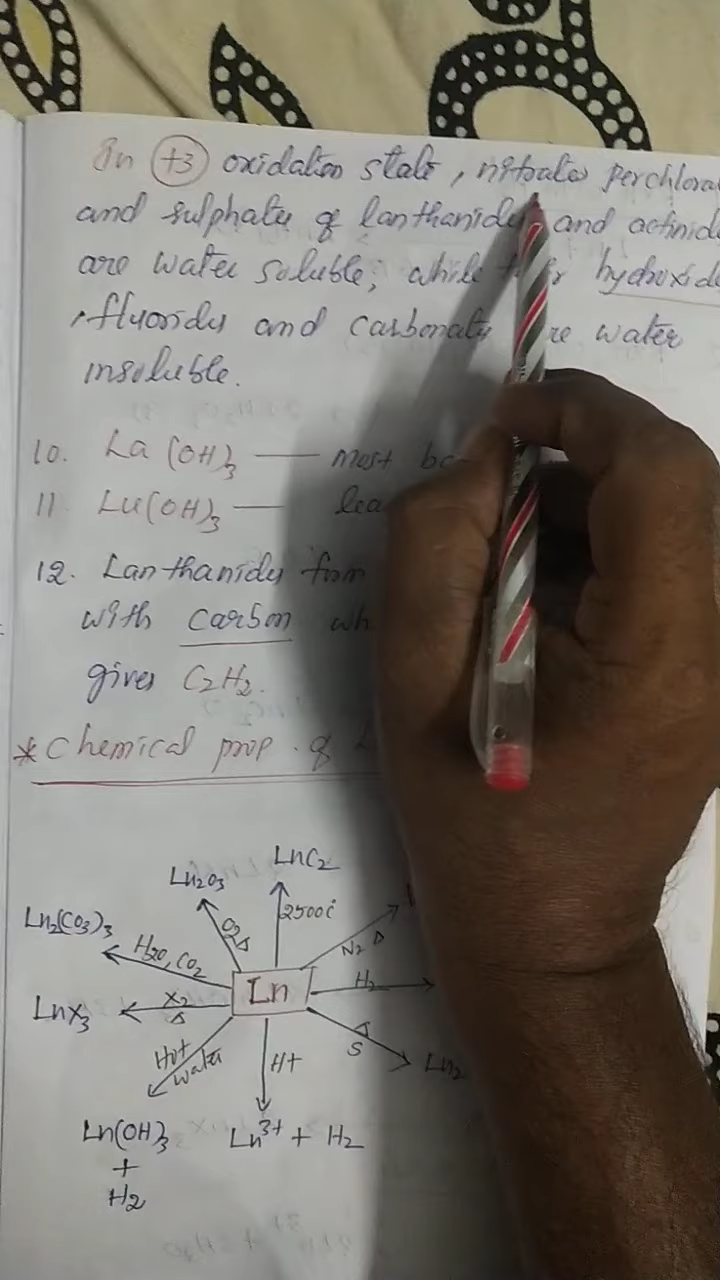 In +3 oxidation state, nitrates perchlora
and sulphates of lanthanides and actinid
are water soluble, while hydroxide
, fluorides and carbonates water
insoluble.
10. La(OH)3 — most
11. Lu(OH)3 —
12. Lanthanides form
with carbon
gives C2H2.
* Chemical prop. of
LnC2
Ln2O3
Ln2(CO3)3
O2 Δ
2500°C
H2O, CO2
N2 Δ
Ln
H2
LnX3
X2
Δ
Δ
S
Hot
water
H+
Ln2
Ln(OH)3
Ln3+ + H2
+
H2